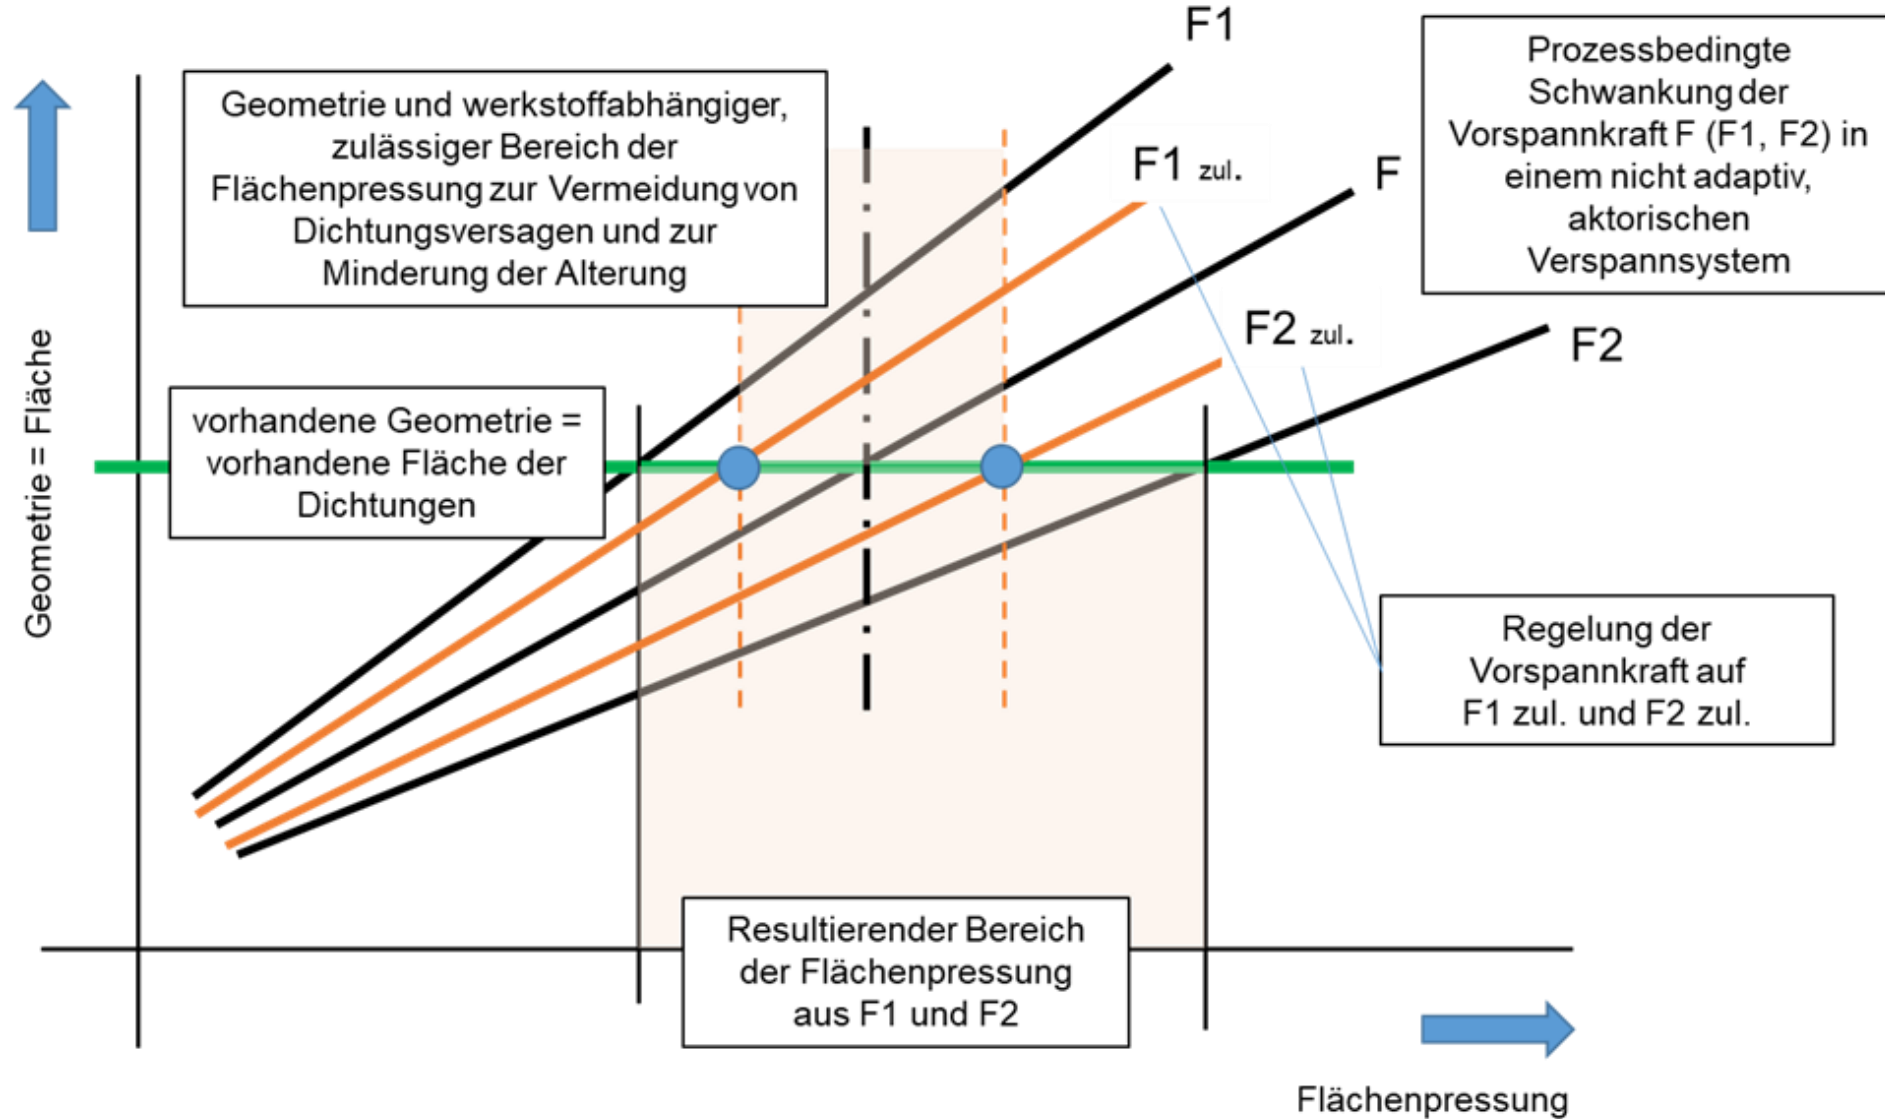 F1
Prozessbedingte
Schwankung der
Vorspannkraft F (F1, F2) in
einem nicht adaptiv,
aktorischen
Verspannsystem
Geometrie und werkstoffabhängiger,
zulässiger Bereich der
Flächenpressung zur Vermeidung von
Dichtungsversagen und zur
Minderung der Alterung
F1 zul.
F
F2 zul.
F2
Geometrie = Fläche
vorhandene Geometrie =
vorhandene Fläche der
Dichtungen
Regelung der
Vorspannkraft auf
F1 zul. und F2 zul.
Resultierender Bereich
der Flächenpressung
aus F1 und F2
Flächenpressung